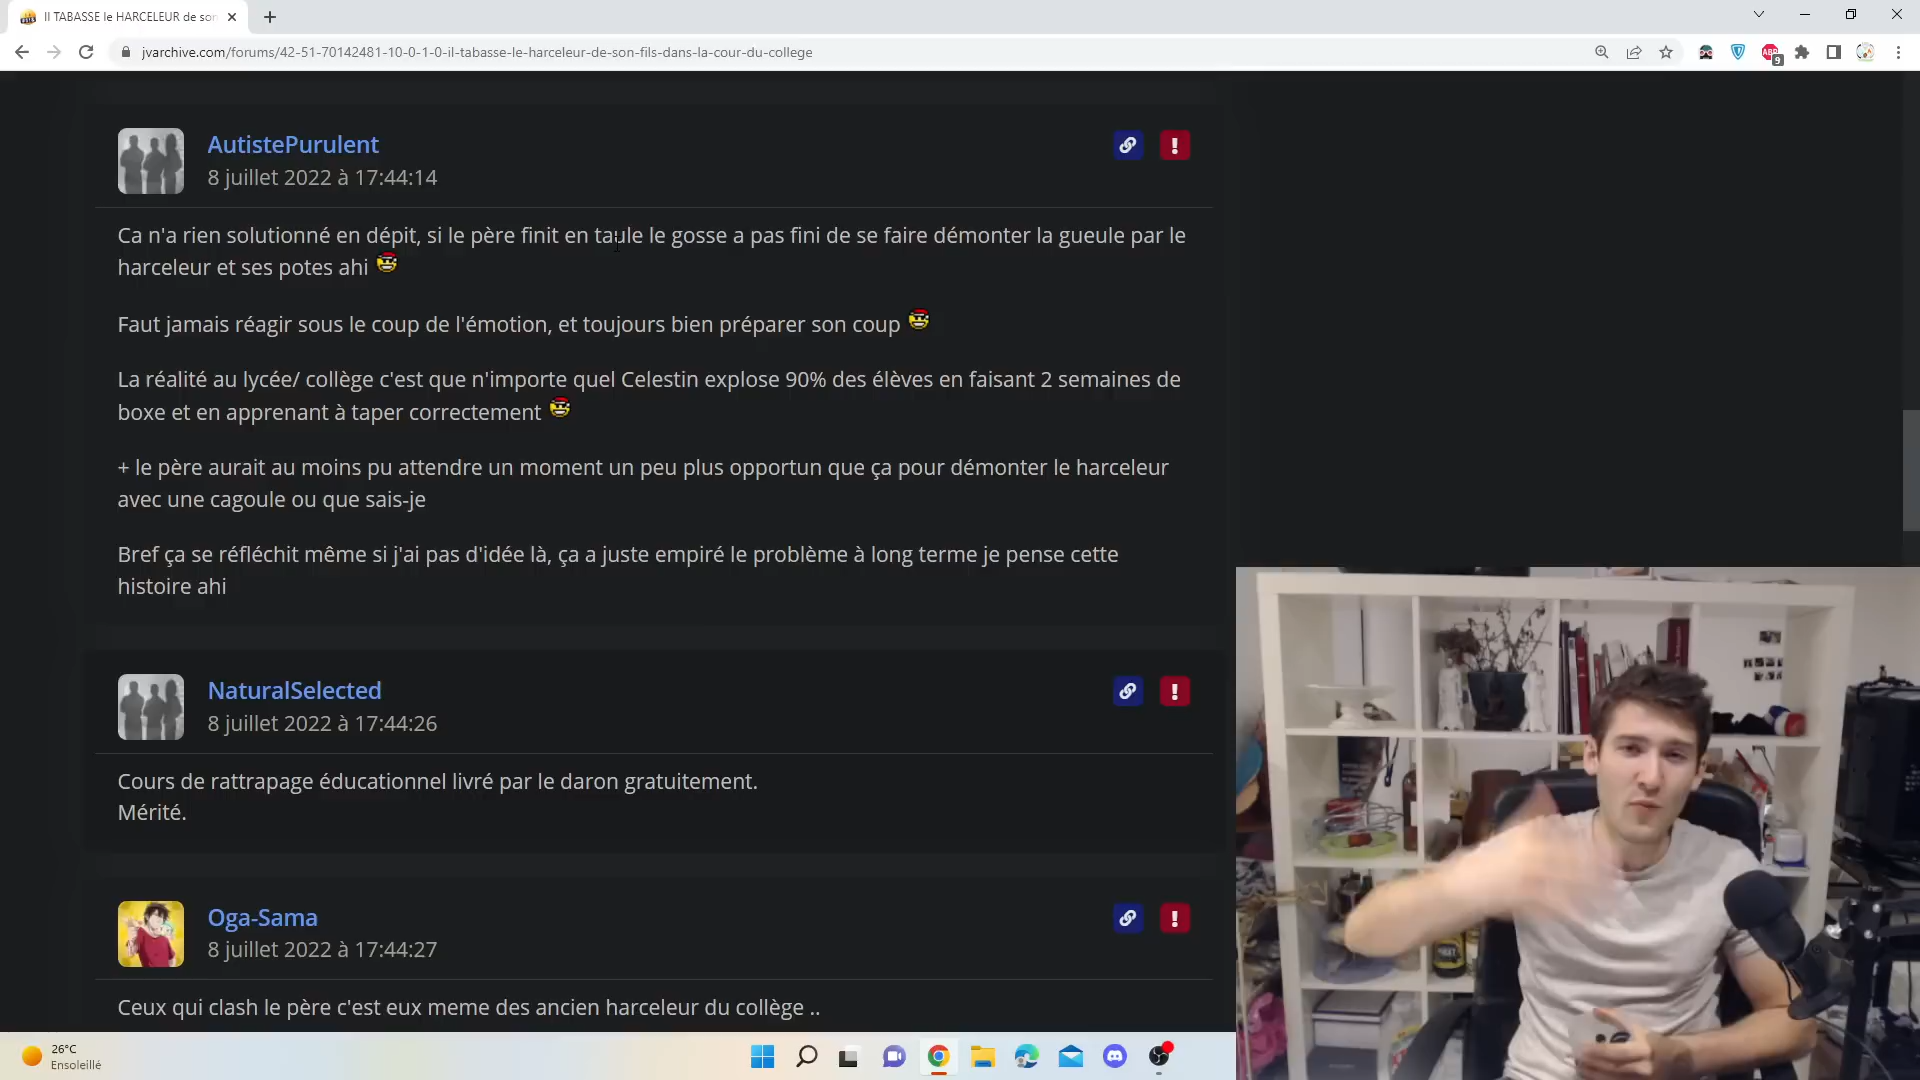 Il TABASSE le HARCELEUR de son
jvarchive.com/forums/42-51-70142481-10-0-1-0-il-tabasse-le-harceleur-de-son-fils-dans-la-cour-du-college
ABP
9
AutistePurulent
8 juillet 2022 à 17:44:14
Ca n'a rien solutionné en dépit, si le père finit en taule le gosse a pas fini de se faire démonter la gueule par le
harceleur et ses potes ahi
Faut jamais réagir sous le coup de l'émotion, et toujours bien préparer son coup
La réalité au lycée/ collège c'est que n'importe quel Celestin explose 90% des élèves en faisant 2 semaines de
boxe et en apprenant à taper correctement
+ le père aurait au moins pu attendre un moment un peu plus opportun que ça pour démonter le harceleur
avec une cagoule ou que sais-je
Bref ça se réfléchit même si j'ai pas d'idée là, ça a juste empiré le problème à long terme je pense cette
histoire ahi
NaturalSelected
8 juillet 2022 à 17:44:26
Cours de rattrapage éducationnel livré par le daron gratuitement.
Mérité.
Oga-Sama
8 juillet 2022 à 17:44:27
Ceux qui clash le père c'est eux meme des ancien harceleur du collège ..
26°C
Ensoleillé